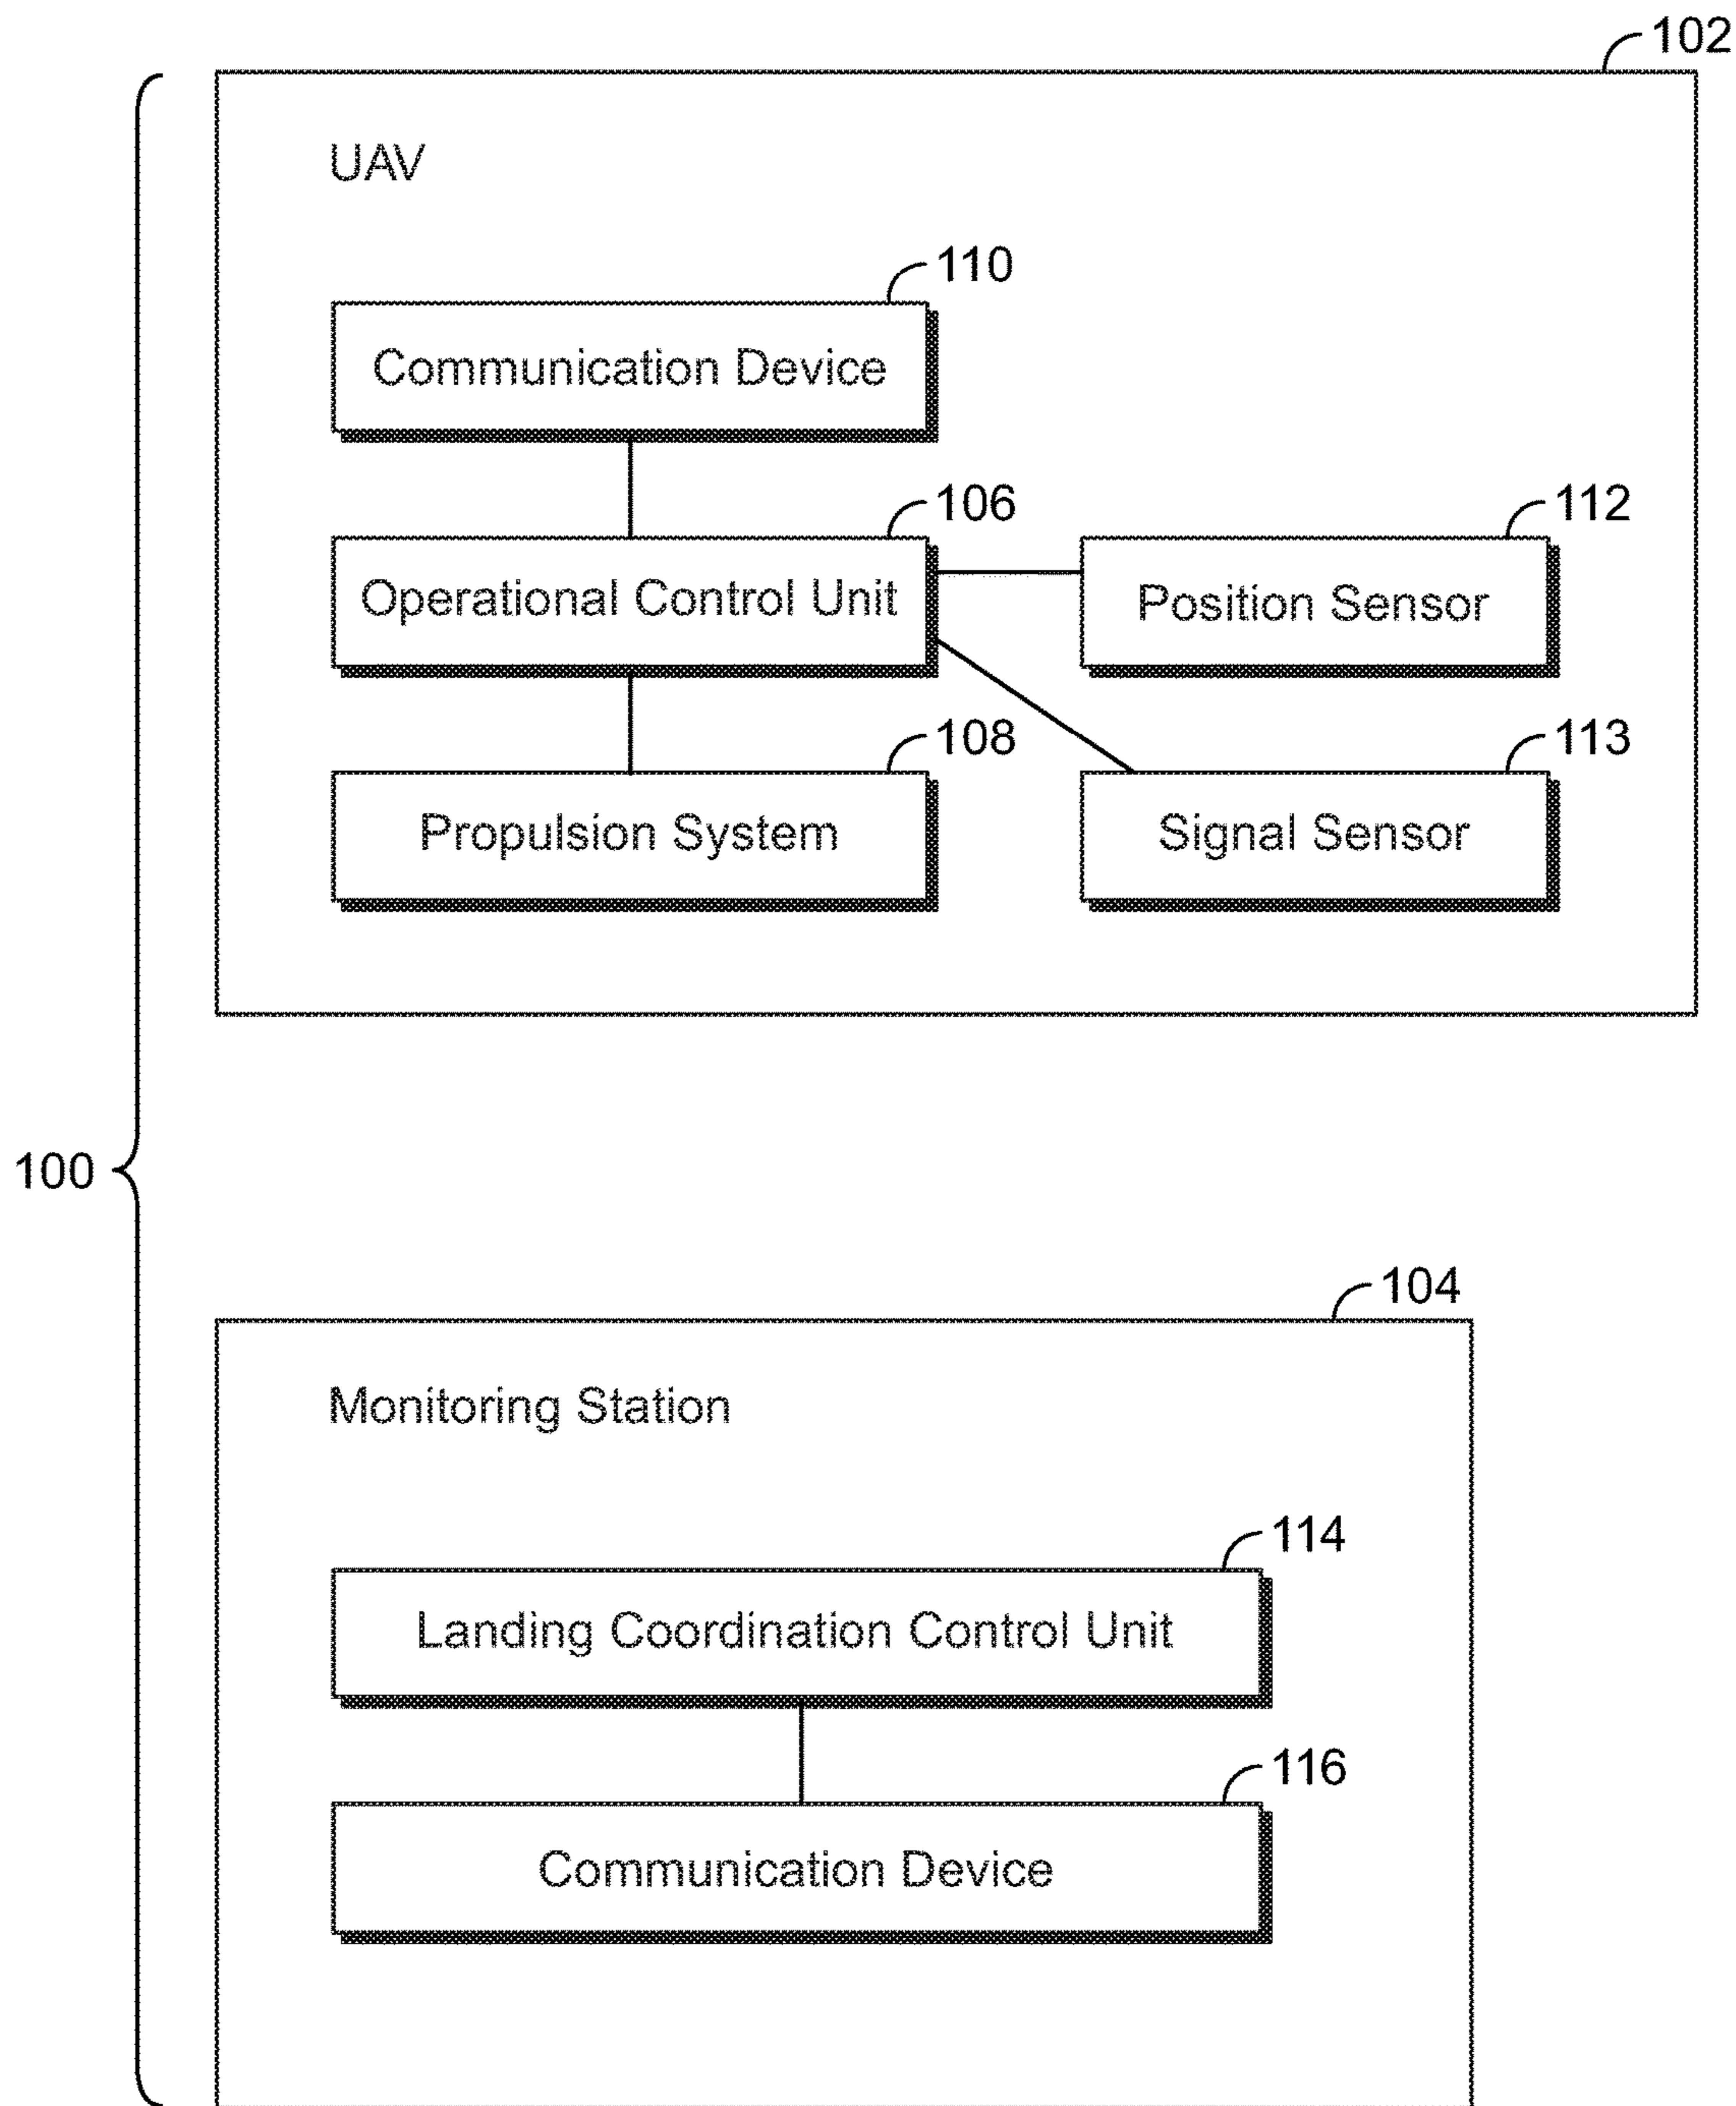 102
UAV
110
Communication Device
106
112
Operational Control Unit
Position Sensor
108
113
Propulsion System
Signal Sensor
100
104
Monitoring Station
114
Landing Coordination Control Unit
116
Communication Device